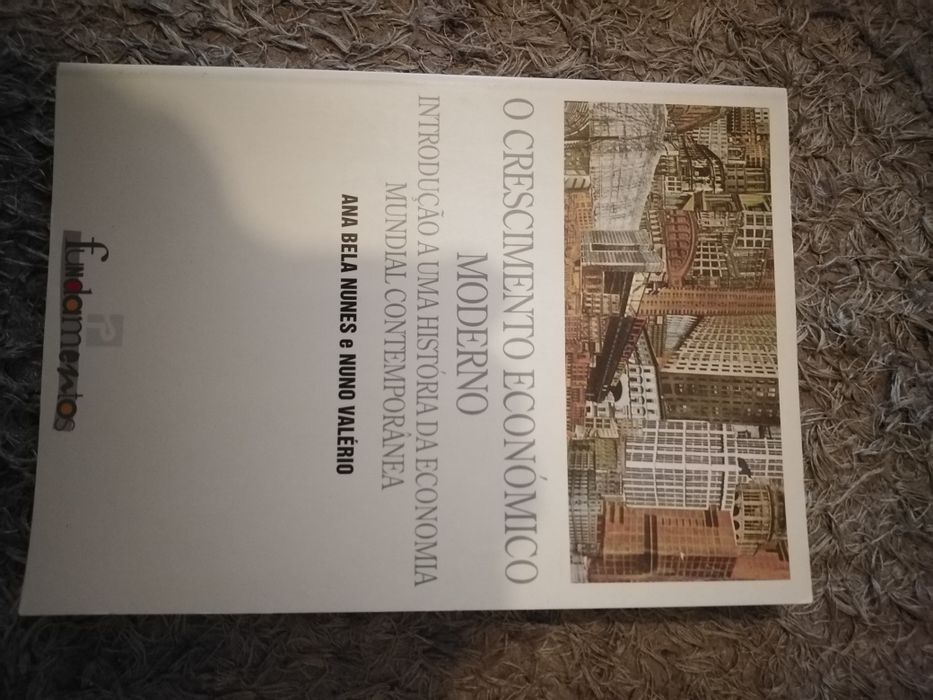 O CRESCIMENTO ECONÓMICO
MODERNO
INTRODUÇÃO A UMA HISTÓRIA DA ECONOMIA
MUNDIAL CONTEMPORÂNEA
ANA BELA NUNES e NUNO VALÉRIO
fundamentos